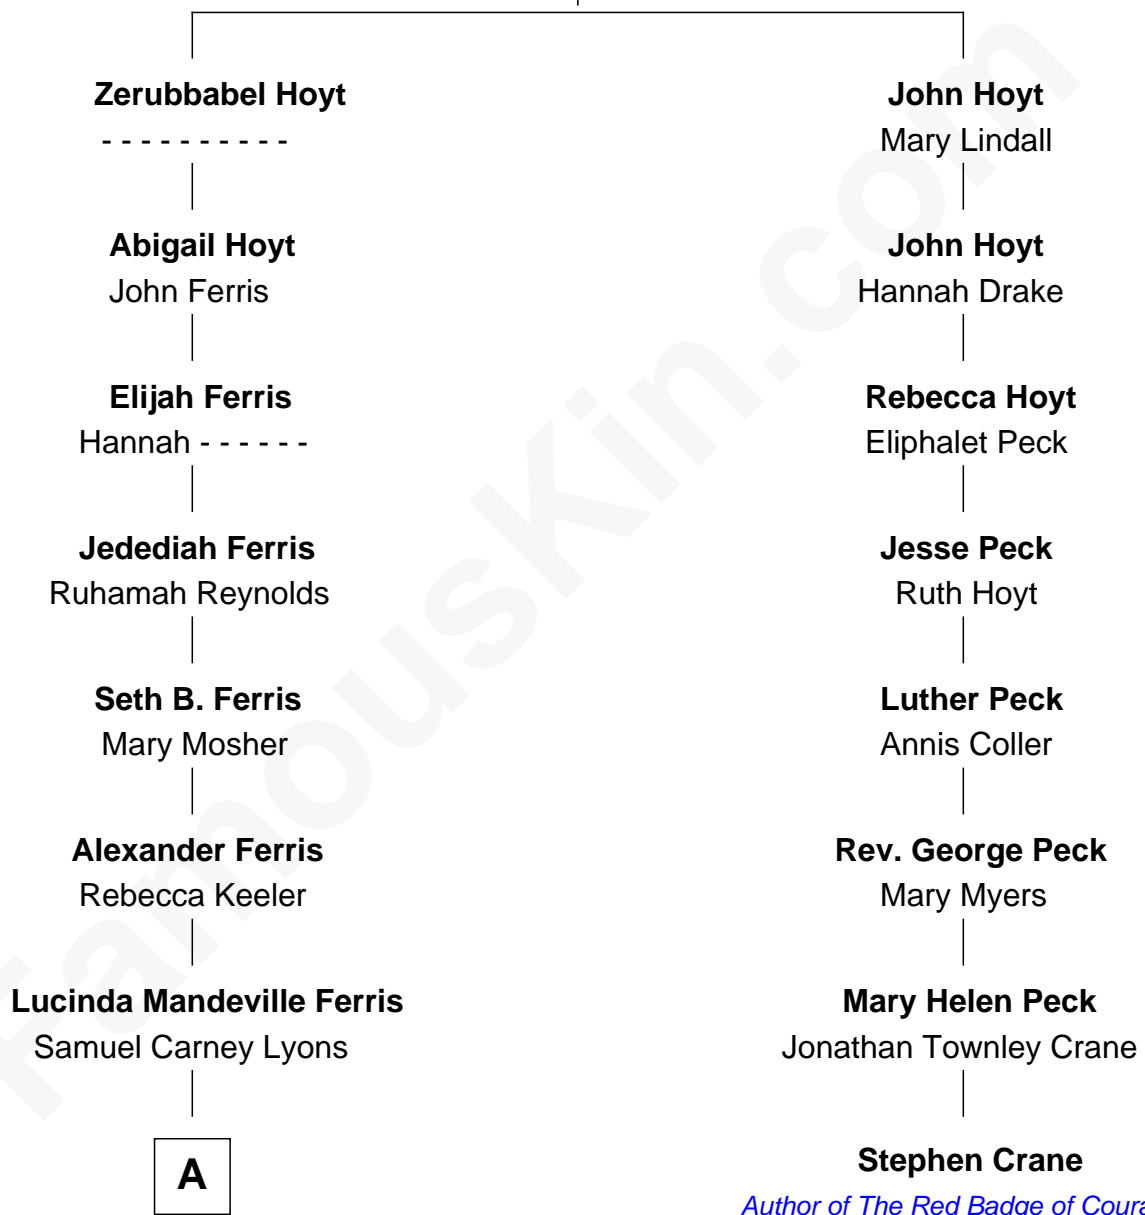 Zerubbabel Hoyt
- - - - - - - - - -
Abigail Hoyt
John Ferris
Elijah Ferris
Hannah - - - - - -
Jedediah Ferris
Ruhamah Reynolds
Seth B. Ferris
Mary Mosher
Alexander Ferris
Rebecca Keeler
Lucinda Mandeville Ferris
Samuel Carney Lyons
A
John Hoyt
Mary Lindall
John Hoyt
Hannah Drake
Rebecca Hoyt
Eliphalet Peck
Jesse Peck
Ruth Hoyt
Luther Peck
Annis Coller
Rev. George Peck
Mary Myers
Mary Helen Peck
Jonathan Townley Crane
Stephen Crane
Author of The Red Badge of
FamousKin.com